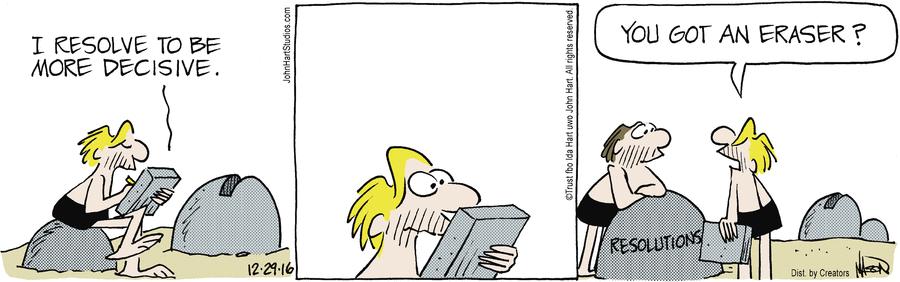 I RESOLVE TO BE
MORE DECISIVE.
12·29·16
JohnHartStudios.com
©Trust fbo Ida Hart uwo John Hart. All rights reserved.
YOU GOT AN ERASER?
RESOLUTIONS
Dist. by Creators
MASON